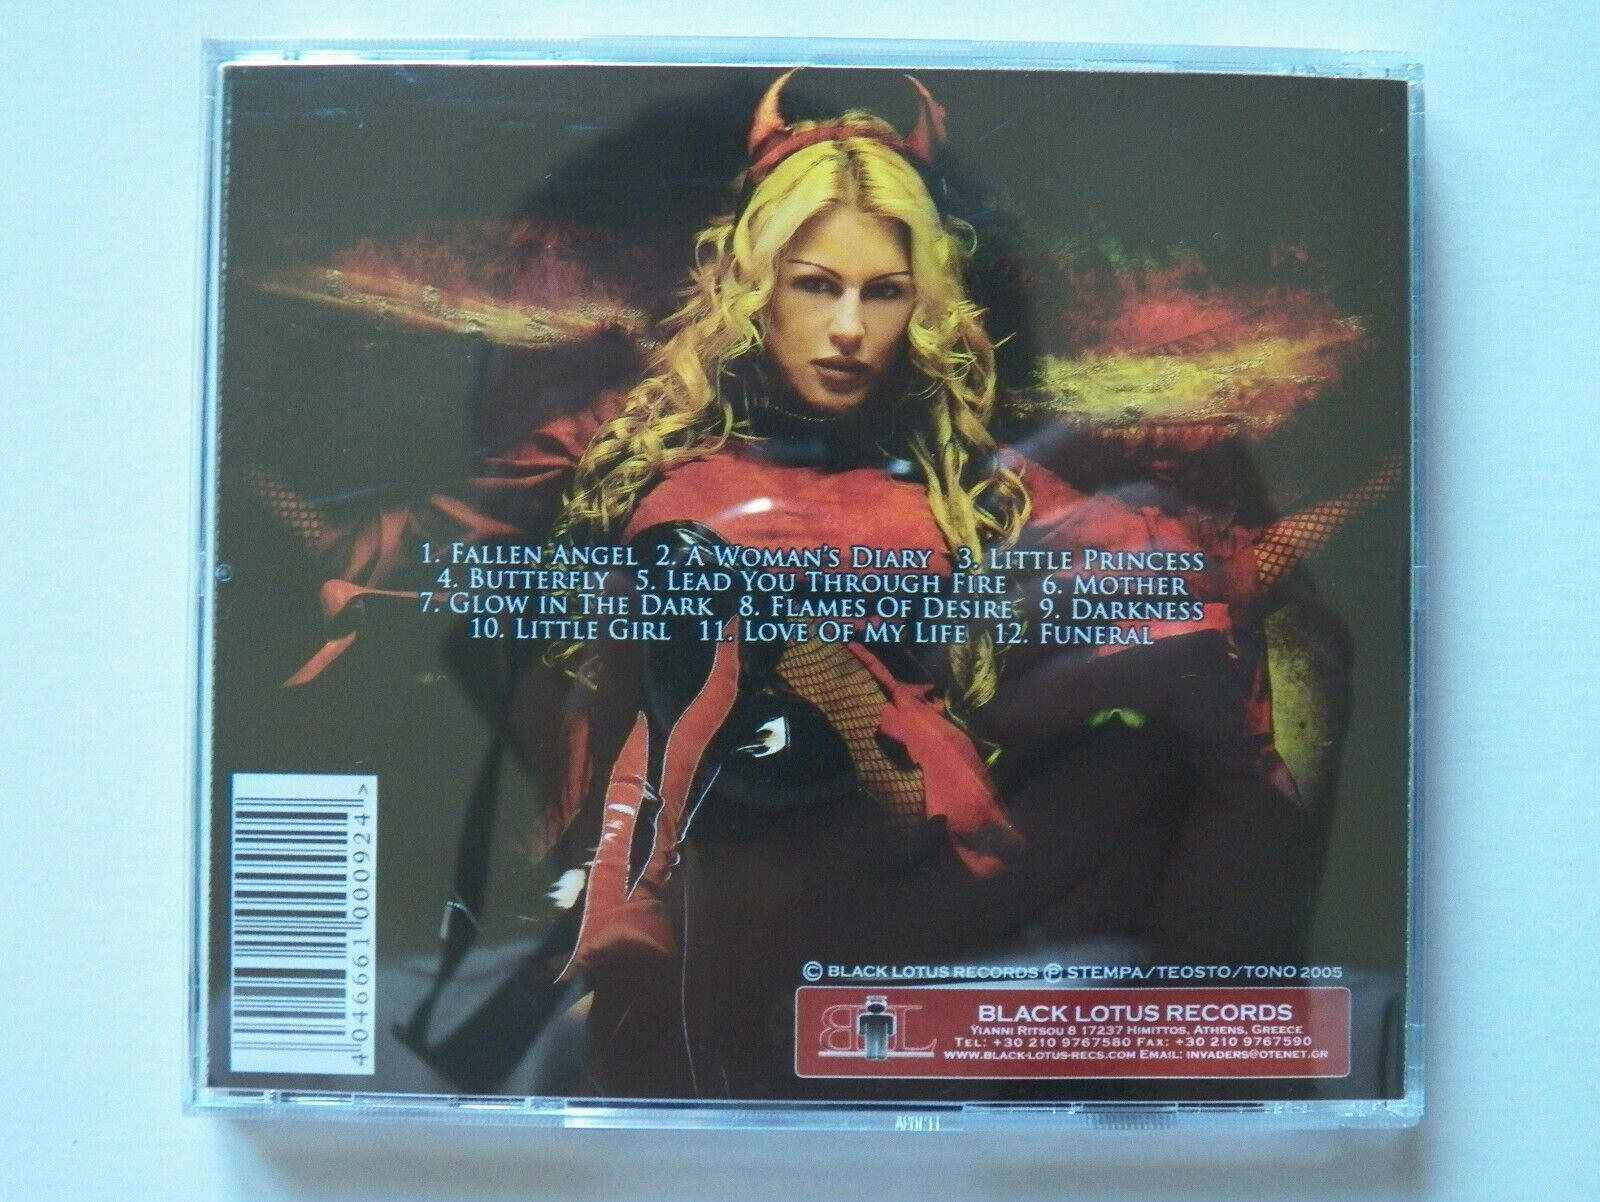 1. Fallen Angel 2. A Woman's Diary 3. Little Princess
4. Butterfly 5. Lead You Through Fire 6. Mother
7. Glow in The Dark 8. Flames Of Desire 9. Darkness
10. Little Girl 11. Love Of My Life 12. Funeral
4 046661 000924 >
© BLACK LOTUS RECORDS ℗ STEMPA/TEOSTO/TONO 2005
BL
BLACK LOTUS RECORDS
Yianni Ritsou 8 17237 Himittos, Athens, Greece
Tel: +30 210 9767580 Fax: +30 210 9767590
www.black-lotus-recs.com Email: invaders@otenet.gr